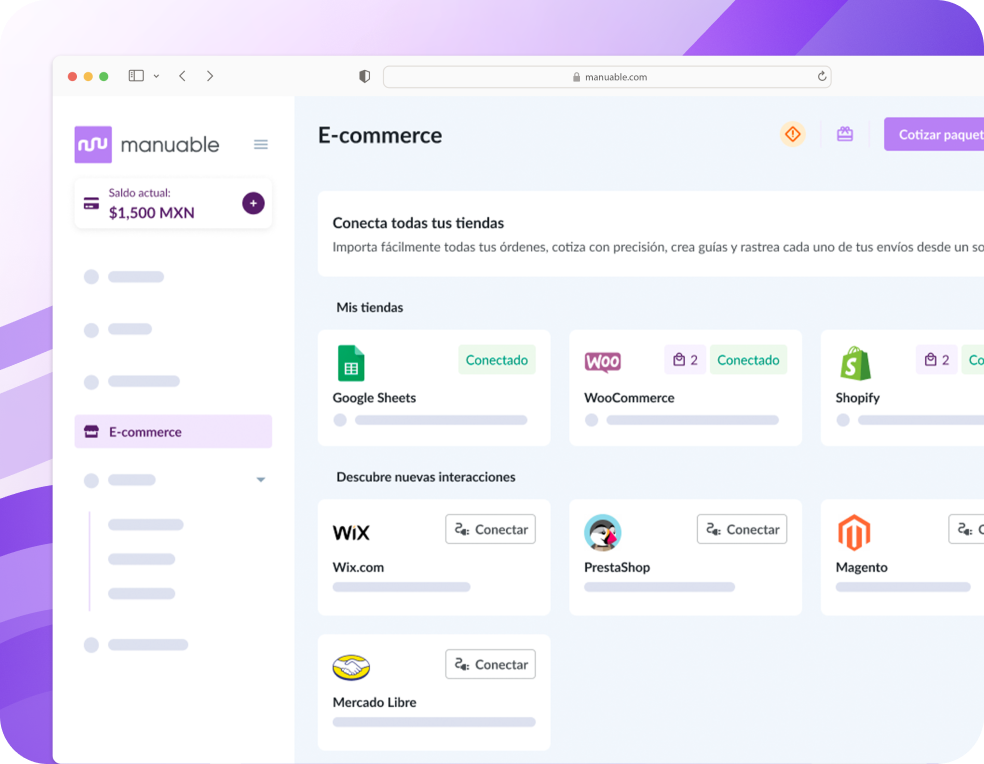 manuable.com
manuable
Saldo actual:
$1,500 MXN
E-commerce
E-commerce
Cotizar paquet
Conecta todas tus tiendas
Importa fácilmente todas tus órdenes, cotiza con precisión, crea guías y rastrea cada uno de tus envíos desde un so
Mis tiendas
Conectado
Google Sheets
WOO
2
Conectado
WooCommerce
S
2
Co
Shopify
Descubre nuevas interacciones
WiX
Conectar
Wix.com
Conectar
PrestaShop
C
Magento
Conectar
Mercado Libre